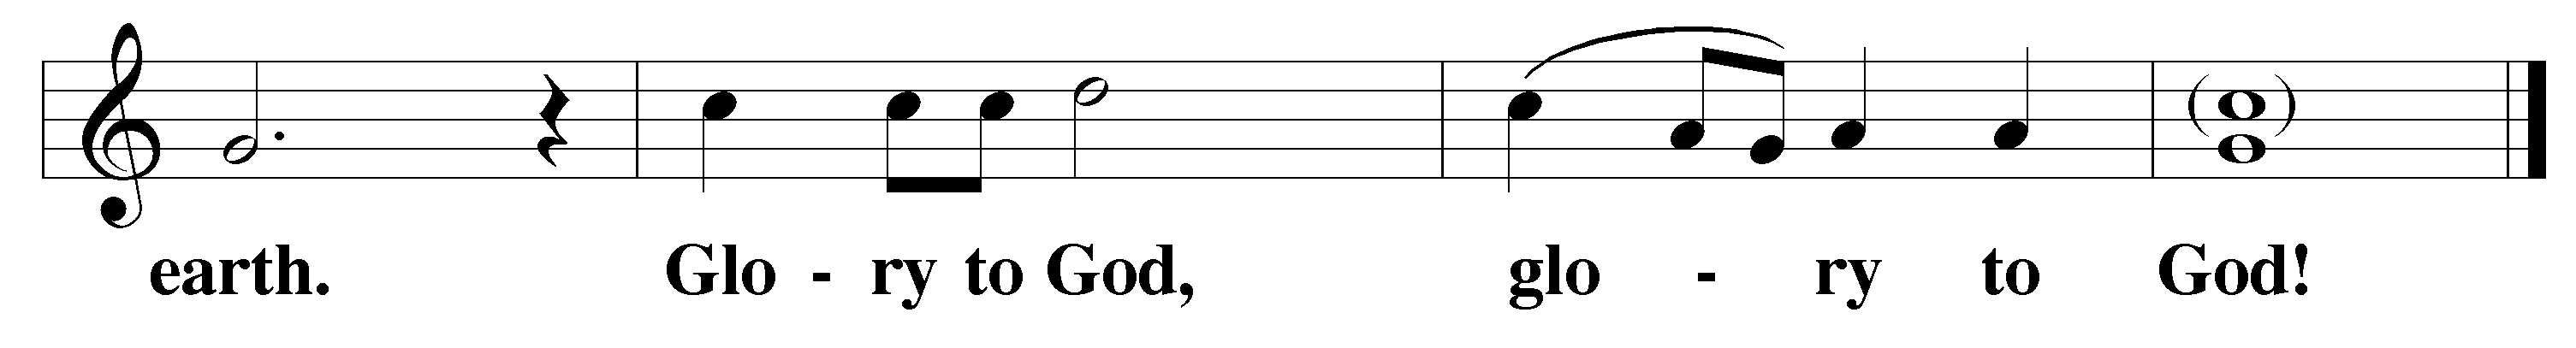 earth. Glo - ry to God, glo - ry to God!